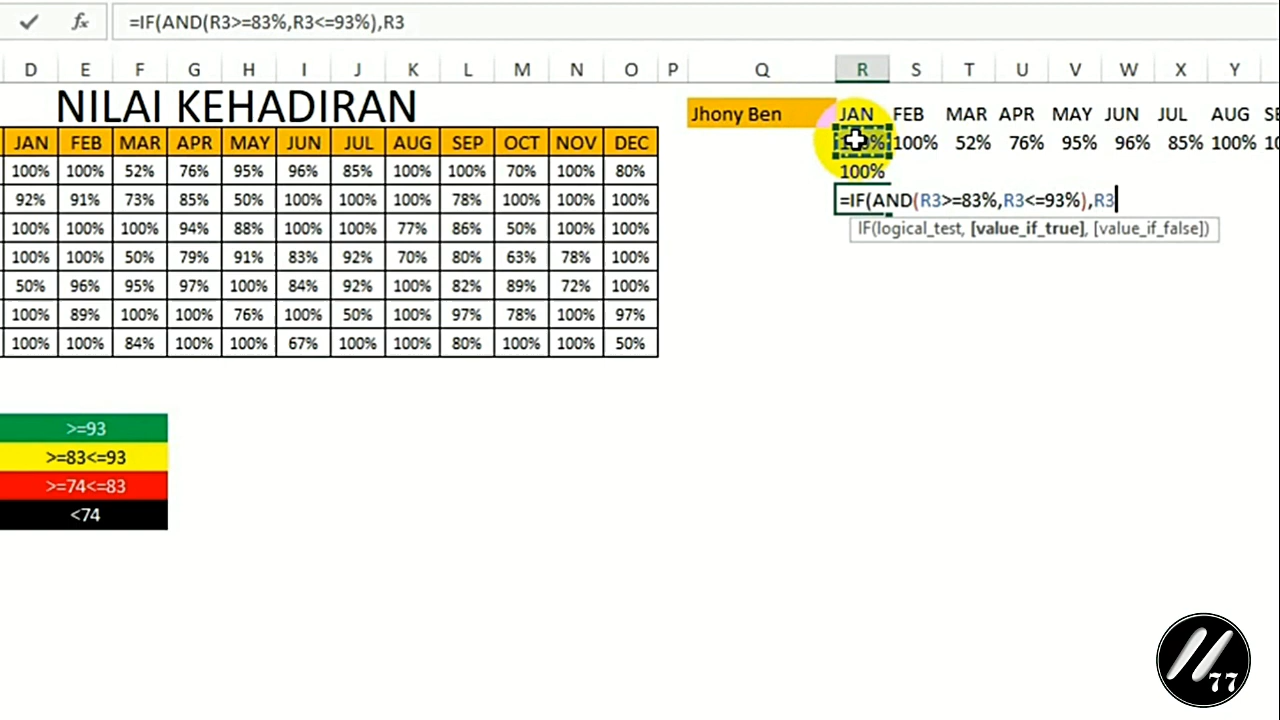 fx =IF(AND(R3>=83%,R3<=93%),R3
D E F G H I J K L M N O P Q R S T U V W X Y
NILAI KEHADIRAN
Jhony Ben JAN FEB MAR APR MAY JUN JUL AUG SE
JAN FEB MAR APR MAY JUN JUL AUG SEP OCT NOV DEC
100% 100% 52% 76% 95% 96% 85% 100% 10
100% 100% 52% 76% 95% 96% 85% 100% 100% 70% 100% 80%
100%
92% 91% 73% 85% 50% 100% 100% 100% 78% 100% 100% 100%
=IF(AND(R3>=83%,R3<=93%),R3
100% 100% 100% 94% 88% 100% 100% 77% 86% 50% 100% 100%
IF(logical_test, [value_if_true], [value_if_false])
100% 100% 50% 79% 91% 83% 92% 70% 80% 63% 78% 100%
50% 96% 95% 97% 100% 84% 92% 100% 82% 89% 72% 100%
100% 89% 100% 100% 76% 100% 50% 100% 97% 78% 100% 97%
100% 100% 84% 100% 100% 67% 100% 100% 80% 100% 100% 50%
>=93
>=83<=93
>=74<=83
<74
77